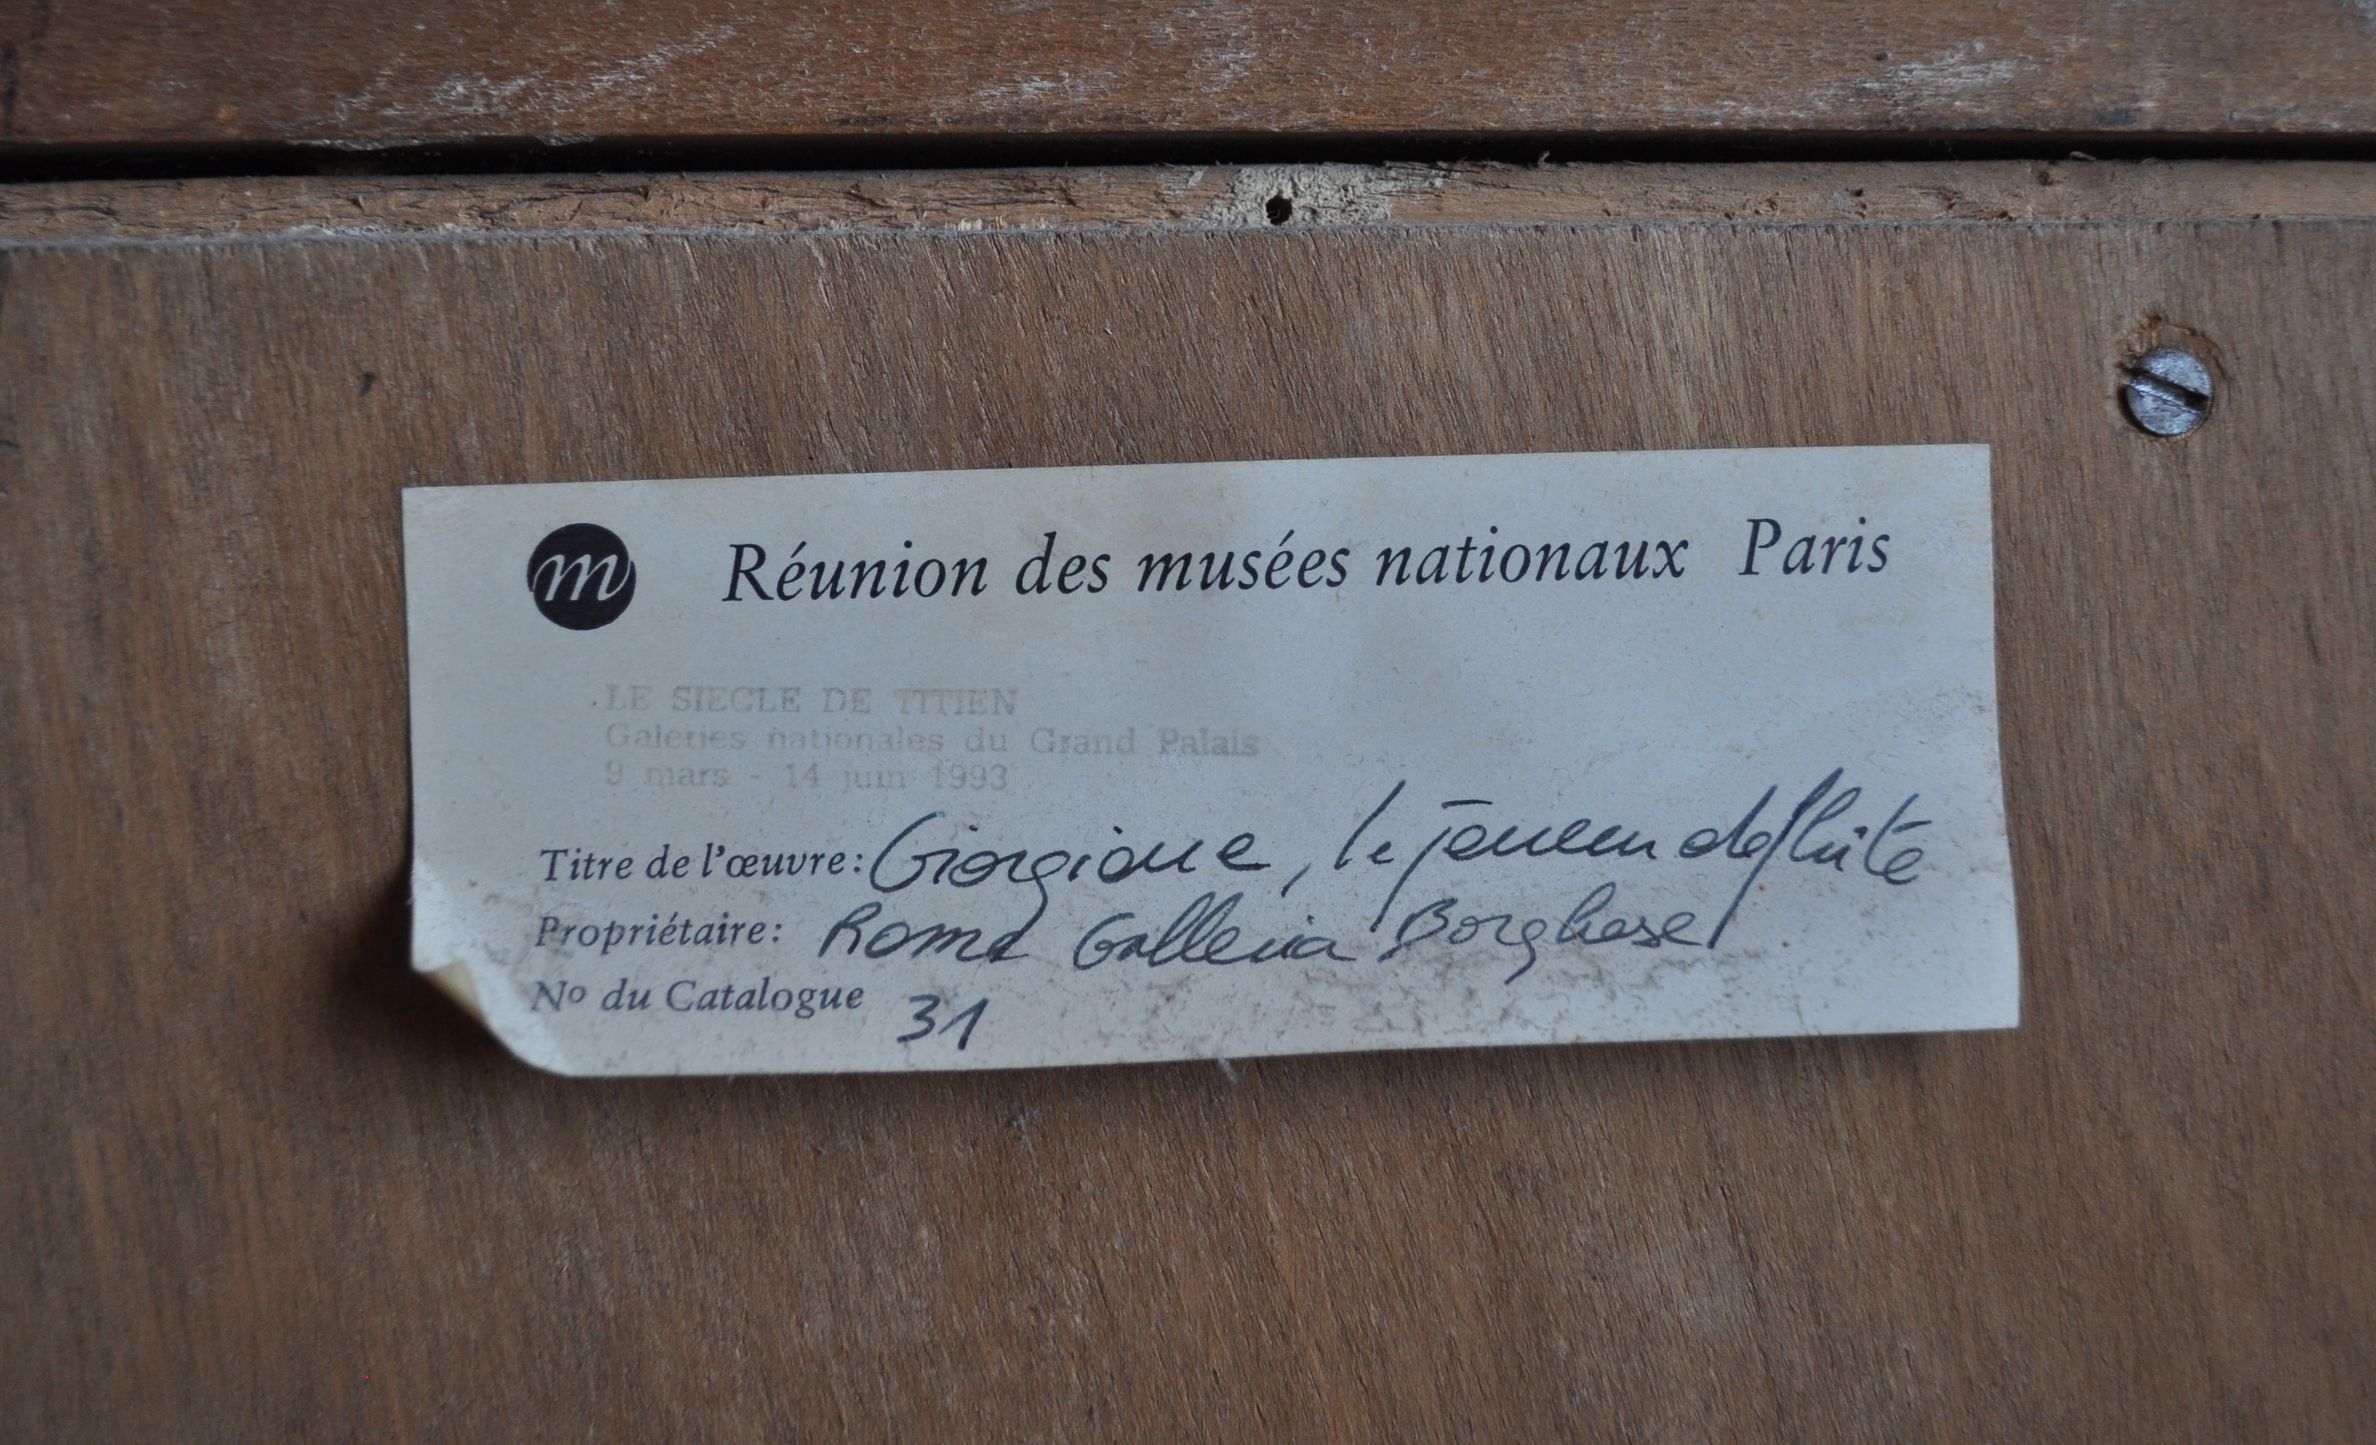 m Réunion des musées nationaux Paris
LE SIECLE DE TITIEN
Galeries nationales du Grand Palais
9 mars - 14 juin 1993
Titre de l'œuvre: Giorgione, le joueur de flûte
Propriétaire: Rome Galleria Borghese
No du Catalogue 31